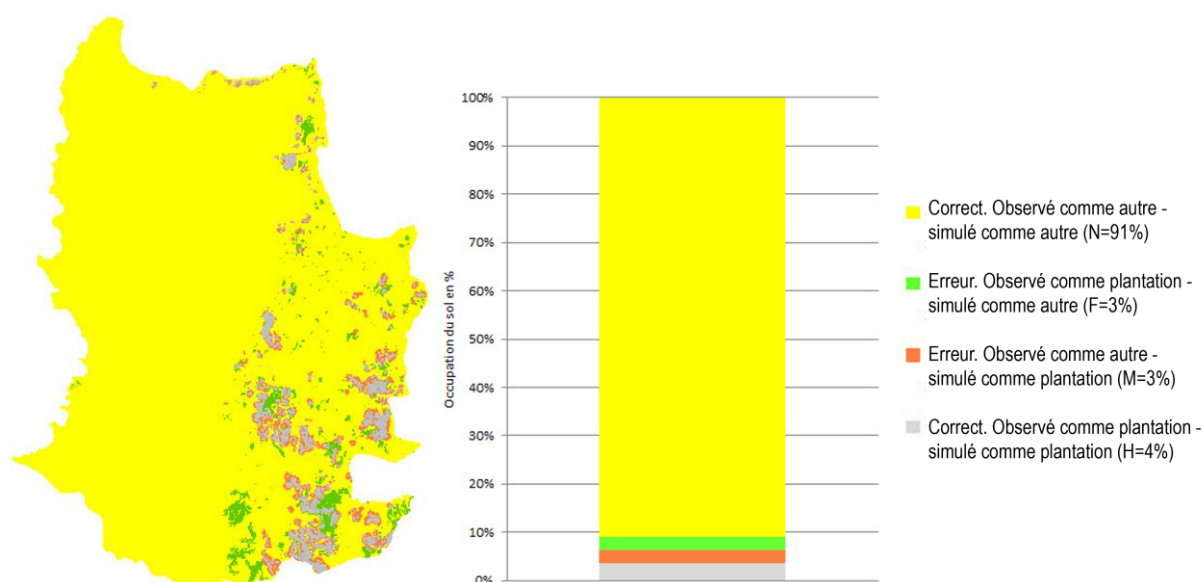 100%
90%
80%
70%
60%
50%
40%
30%
20%
10%
0%
Occupation du sol en %
Correct. Observé comme autre -
simulé comme autre (N=91%)
Erreur. Observé comme plantation -
simulé comme autre (F=3%)
Erreur. Observé comme autre -
simulé comme plantation (M=3%)
Correct. Observé comme plantation -
simulé comme plantation (H=4%)